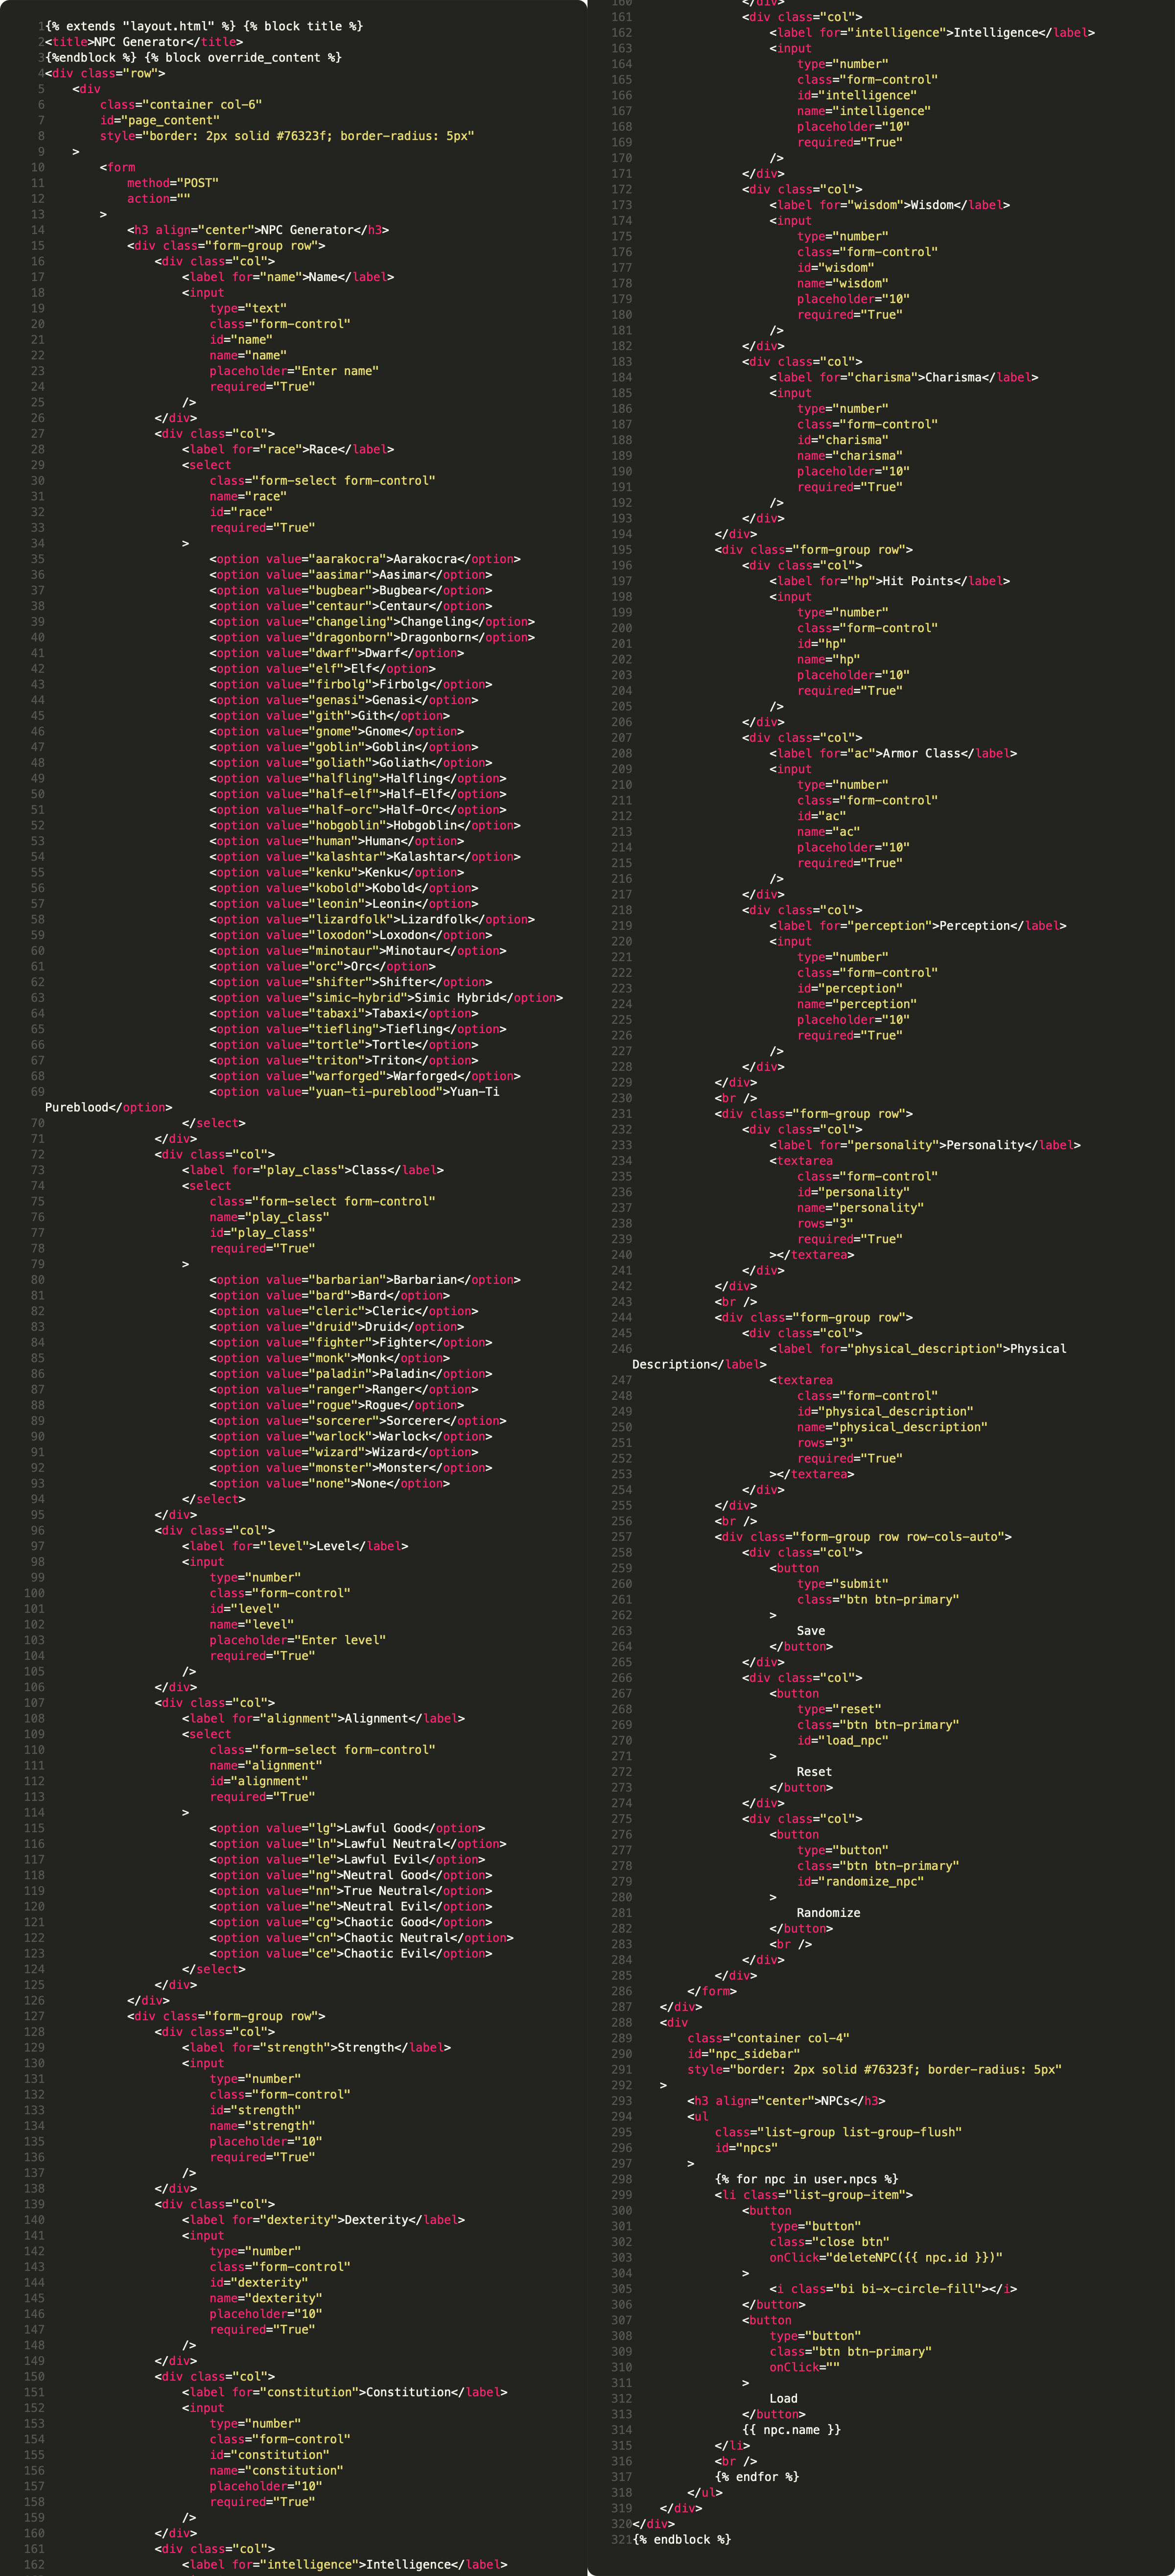 1{% extends "layout.html" %} {% block title %}
2<title>NPC Generator</title>
3{%endblock %} {% block override_content %}
4<div class="row">
5 <div
6 class="container col-6"
7 id="page_content"
8 style="border: 2px solid #76323f; border-radius: 5px"
9 >
10 <form
11 method="POST"
12 action=""
13 >
14 <h3 align="center">NPC Generator</h3>
15 <div class="form-group row">
16 <div class="col">
17 <label for="name">Name</label>
18 <input
19 type="text"
20 class="form-control"
21 id="name"
22 name="name"
23 placeholder="Enter name"
24 required="True"
25 />
26 </div>
27 <div class="col">
28 <label for="race">Race</label>
29 <select
30 class="form-select form-control"
31 name="race"
32 id="race"
33 required="True"
34 >
35 <option value="aarakocra">Aarakocra</option>
36 <option value="aasimar">Aasimar</option>
37 <option value="bugbear">Bugbear</option>
38 <option value="centaur">Centaur</option>
39 <option value="changeling">Changeling</option>
40 <option value="dragonborn">Dragonborn</option>
41 <option value="dwarf">Dwarf</option>
42 <option value="elf">Elf</option>
43 <option value="firbolg">Firbolg</option>
44 <option value="genasi">Genasi</option>
45 <option value="gith">Gith</option>
46 <option value="gnome">Gnome</option>
47 <option value="goblin">Goblin</option>
48 <option value="goliath">Goliath</option>
49 <option value="halfling">Halfling</option>
50 <option value="half-elf">Half-Elf</option>
51 <option value="half-orc">Half-Orc</option>
52 <option value="hobgoblin">Hobgoblin</option>
53 <option value="human">Human</option>
54 <option value="kalashtar">Kalashtar</option>
55 <option value="kenku">Kenku</option>
56 <option value="kobold">Kobold</option>
57 <option value="leonin">Leonin</option>
58 <option value="lizardfolk">Lizardfolk</option>
59 <option value="loxodon">Loxodon</option>
60 <option value="minotaur">Minotaur</option>
61 <option value="orc">Orc</option>
62 <option value="shifter">Shifter</option>
63 <option value="simic-hybrid">Simic Hybrid</option>
64 <option value="tabaxi">Tabaxi</option>
65 <option value="tiefling">Tiefling</option>
66 <option value="tortle">Tortle</option>
67 <option value="triton">Triton</option>
68 <option value="warforged">Warforged</option>
69 <option value="yuan-ti-pureblood">Yuan-Ti
Pureblood</option>
70 </select>
71 </div>
72 <div class="col">
73 <label for="play_class">Class</label>
74 <select
75 class="form-select form-control"
76 name="play_class"
77 id="play_class"
78 required="True"
79 >
80 <option value="barbarian">Barbarian</option>
81 <option value="bard">Bard</option>
82 <option value="cleric">Cleric</option>
83 <option value="druid">Druid</option>
84 <option value="fighter">Fighter</option>
85 <option value="monk">Monk</option>
86 <option value="paladin">Paladin</option>
87 <option value="ranger">Ranger</option>
88 <option value="rogue">Rogue</option>
89 <option value="sorcerer">Sorcerer</option>
90 <option value="warlock">Warlock</option>
91 <option value="wizard">Wizard</option>
92 <option value="monster">Monster</option>
93 <option value="none">None</option>
94 </select>
95 </div>
96 <div class="col">
97 <label for="level">Level</label>
98 <input
99 type="number"
100 class="form-control"
101 id="level"
102 name="level"
103 placeholder="Enter level"
104 required="True"
105 />
106 </div>
107 <div class="col">
108 <label for="alignment">Alignment</label>
109 <select
110 class="form-select form-control"
111 name="alignment"
112 id="alignment"
113 required="True"
114 >
115 <option value="lg">Lawful Good</option>
116 <option value="ln">Lawful Neutral</option>
117 <option value="le">Lawful Evil</option>
118 <option value="ng">Neutral Good</option>
119 <option value="nn">True Neutral</option>
120 <option value="ne">Neutral Evil</option>
121 <option value="cg">Chaotic Good</option>
122 <option value="cn">Chaotic Neutral</option>
123 <option value="ce">Chaotic Evil</option>
124 </select>
125 </div>
126 </div>
127 <div class="form-group row">
128 <div class="col">
129 <label for="strength">Strength</label>
130 <input
131 type="number"
132 class="form-control"
133 id="strength"
134 name="strength"
135 placeholder="10"
136 required="True"
137 />
138 </div>
139 <div class="col">
140 <label for="dexterity">Dexterity</label>
141 <input
142 type="number"
143 class="form-control"
144 id="dexterity"
145 name="dexterity"
146 placeholder="10"
147 required="True"
148 />
149 </div>
150 <div class="col">
151 <label for="constitution">Constitution</label>
152 <input
153 type="number"
154 class="form-control"
155 id="constitution"
156 name="constitution"
157 placeholder="10"
158 required="True"
159 />
160 </div>
161 <div class="col">
162 <label for="intelligence">Intelligence</label>
160 </div>
161 <div class="col">
162 <label for="intelligence">Intelligence</label>
163 <input
164 type="number"
165 class="form-control"
166 id="intelligence"
167 name="intelligence"
168 placeholder="10"
169 required="True"
170 />
171 </div>
172 <div class="col">
173 <label for="wisdom">Wisdom</label>
174 <input
175 type="number"
176 class="form-control"
177 id="wisdom"
178 name="wisdom"
179 placeholder="10"
180 required="True"
181 />
182 </div>
183 <div class="col">
184 <label for="charisma">Charisma</label>
185 <input
186 type="number"
187 class="form-control"
188 id="charisma"
189 name="charisma"
190 placeholder="10"
191 required="True"
192 />
193 </div>
194 </div>
195 <div class="form-group row">
196 <div class="col">
197 <label for="hp">Hit Points</label>
198 <input
199 type="number"
200 class="form-control"
201 id="hp"
202 name="hp"
203 placeholder="10"
204 required="True"
205 />
206 </div>
207 <div class="col">
208 <label for="ac">Armor Class</label>
209 <input
210 type="number"
211 class="form-control"
212 id="ac"
213 name="ac"
214 placeholder="10"
215 required="True"
216 />
217 </div>
218 <div class="col">
219 <label for="perception">Perception</label>
220 <input
221 type="number"
222 class="form-control"
223 id="perception"
224 name="perception"
225 placeholder="10"
226 required="True"
227 />
228 </div>
229 </div>
230 <br />
231 <div class="form-group row">
232 <div class="col">
233 <label for="personality">Personality</label>
234 <textarea
235 class="form-control"
236 id="personality"
237 name="personality"
238 rows="3"
239 required="True"
240 ></textarea>
241 </div>
242 </div>
243 <br />
244 <div class="form-group row">
245 <div class="col">
246 <label for="physical_description">Physical
Description</label>
247 <textarea
248 class="form-control"
249 id="physical_description"
250 name="physical_description"
251 rows="3"
252 required="True"
253 ></textarea>
254 </div>
255 </div>
256 <br />
257 <div class="form-group row row-cols-auto">
258 <div class="col">
259 <button
260 type="submit"
261 class="btn btn-primary"
262 >
263 Save
264 </button>
265 </div>
266 <div class="col">
267 <button
268 type="reset"
269 class="btn btn-primary"
270 id="load_npc"
271 >
272 Reset
273 </button>
274 </div>
275 <div class="col">
276 <button
277 type="button"
278 class="btn btn-primary"
279 id="randomize_npc"
280 >
281 Randomize
282 </button>
283 <br />
284 </div>
285 </div>
286 </form>
287 </div>
288 <div
289 class="container col-4"
290 id="npc_sidebar"
291 style="border: 2px solid #76323f; border-radius: 5px"
292 >
293 <h3 align="center">NPCs</h3>
294 <ul
295 class="list-group list-group-flush"
296 id="npcs"
297 >
298 {% for npc in user.npcs %}
299 <li class="list-group-item">
300 <button
301 type="button"
302 class="close btn"
303 onClick="deleteNPC({{ npc.id }})"
304 >
305 <i class="bi bi-x-circle-fill"></i>
306 </button>
307 <button
308 type="button"
309 class="btn btn-primary"
310 onClick=""
311 >
312 Load
313 </button>
314 {{ npc.name }}
315 </li>
316 <br />
317 {% endfor %}
318 </ul>
319 </div>
320</div>
321{% endblock %}